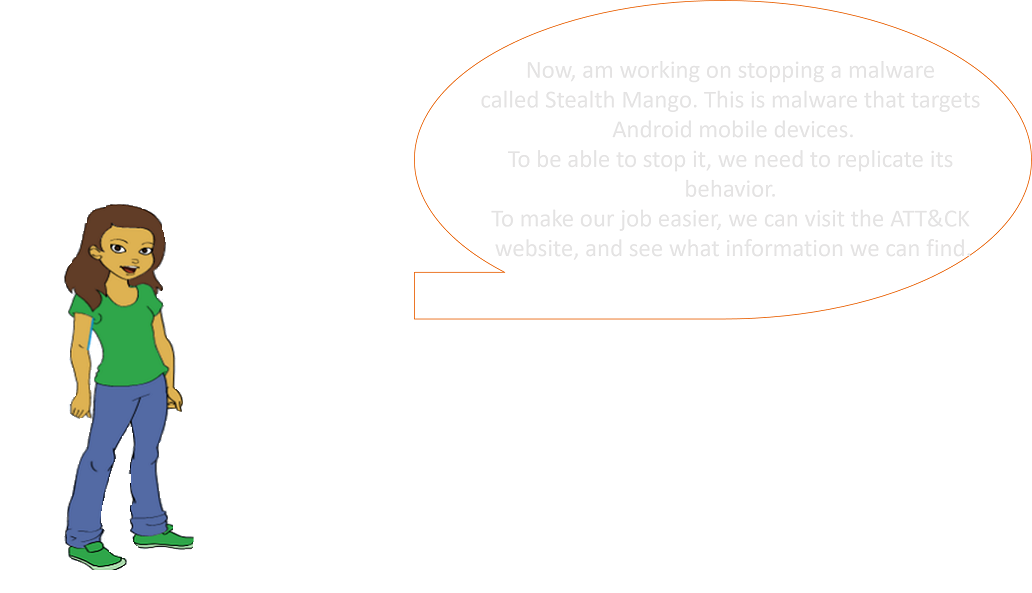 Now, am working on stopping a malware
called Stealth Mango. This is malware that targets
Android mobile devices.
To be able to stop it, we need to replicate its
behavior.
To make our job easier, we can visit the ATT&CK
website, and see what information we can find.